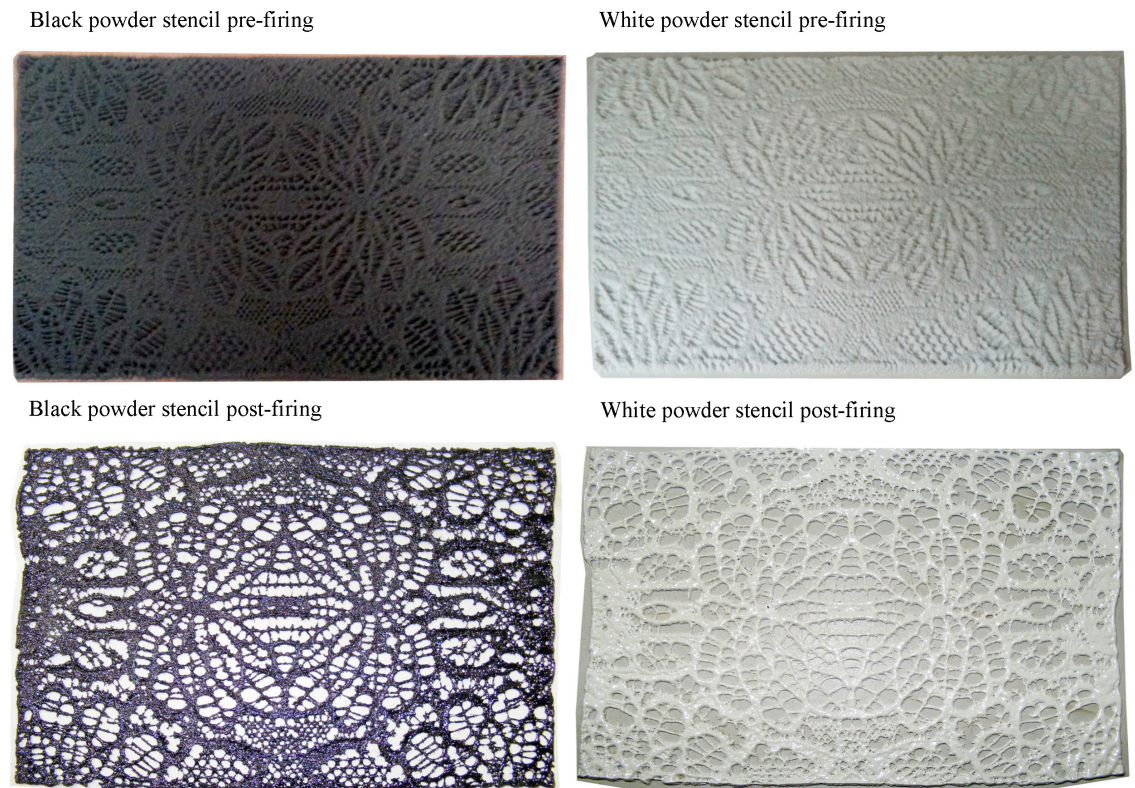 Black powder stencil pre-firing
White powder stencil pre-firing
Black powder stencil post-firing
White powder stencil post-firing